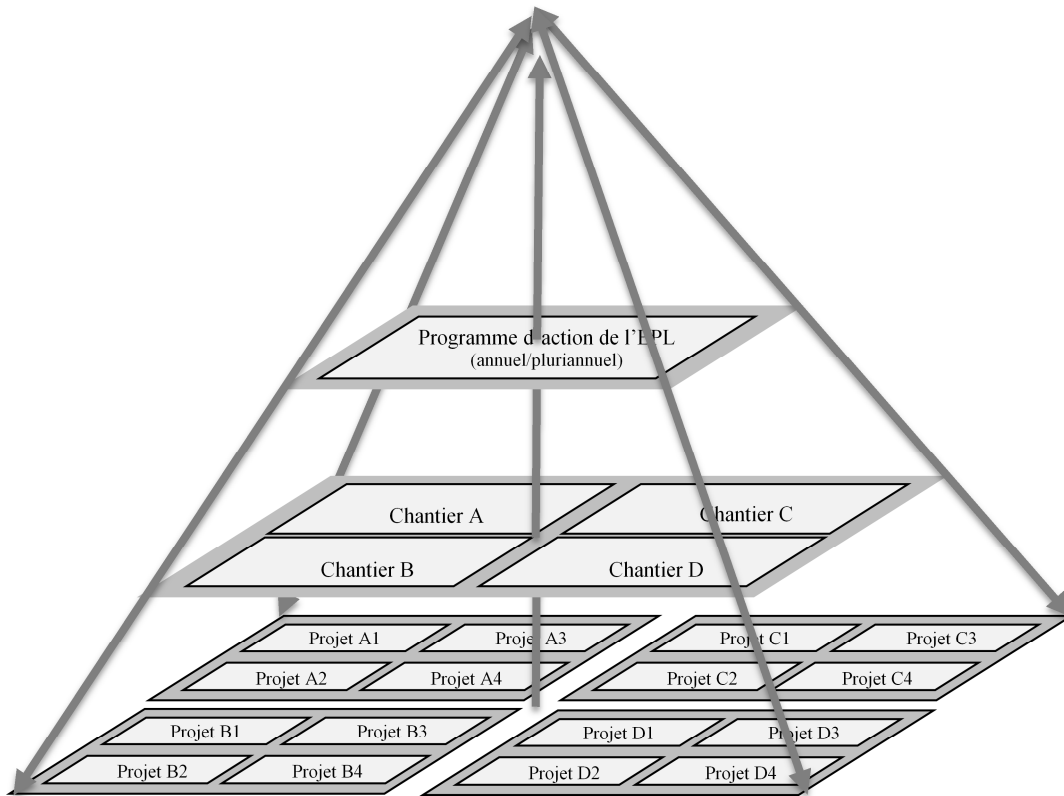 Programme d'action de l'EPL
(annuel/pluriannuel)
Chantier A
Chantier C
Chantier B
Chantier D
Projet A1
Projet A3
Projet C1
Projet C3
Projet A2
Projet A4
Projet C2
Projet C4
Projet B1
Projet B3
Projet D1
Projet D3
Projet B2
Projet B4
Projet D2
Projet D4